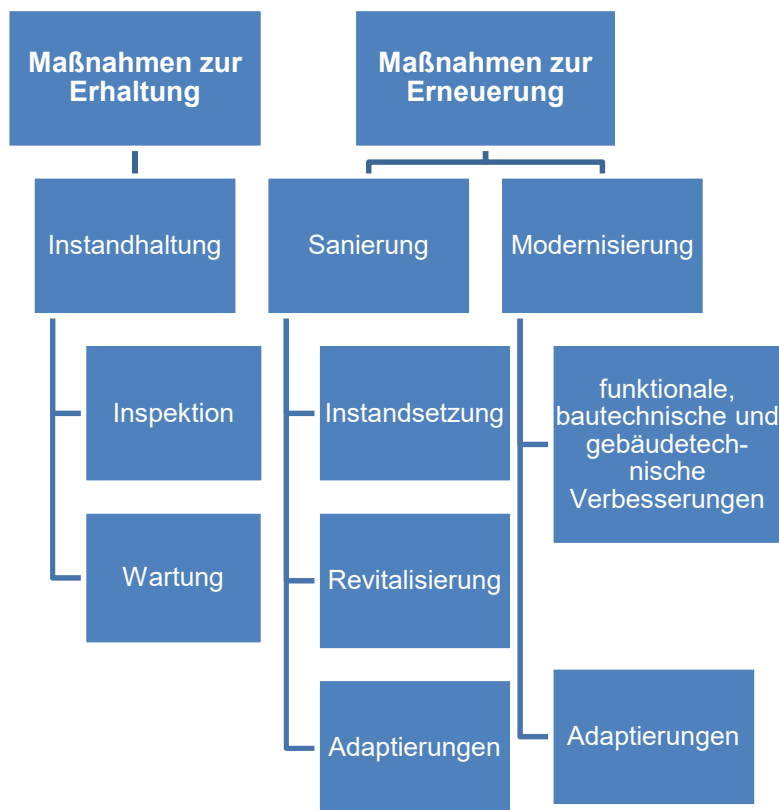 Maßnahmen zur
Erhaltung
Maßnahmen zur
Erneuerung
Instandhaltung
Sanierung
Modernisierung
Inspektion
Wartung
Instandsetzung
Revitalisierung
Adaptierungen
funktionale,
bautechnische und
gebäudetech-
nische
Verbesserungen
Adaptierungen